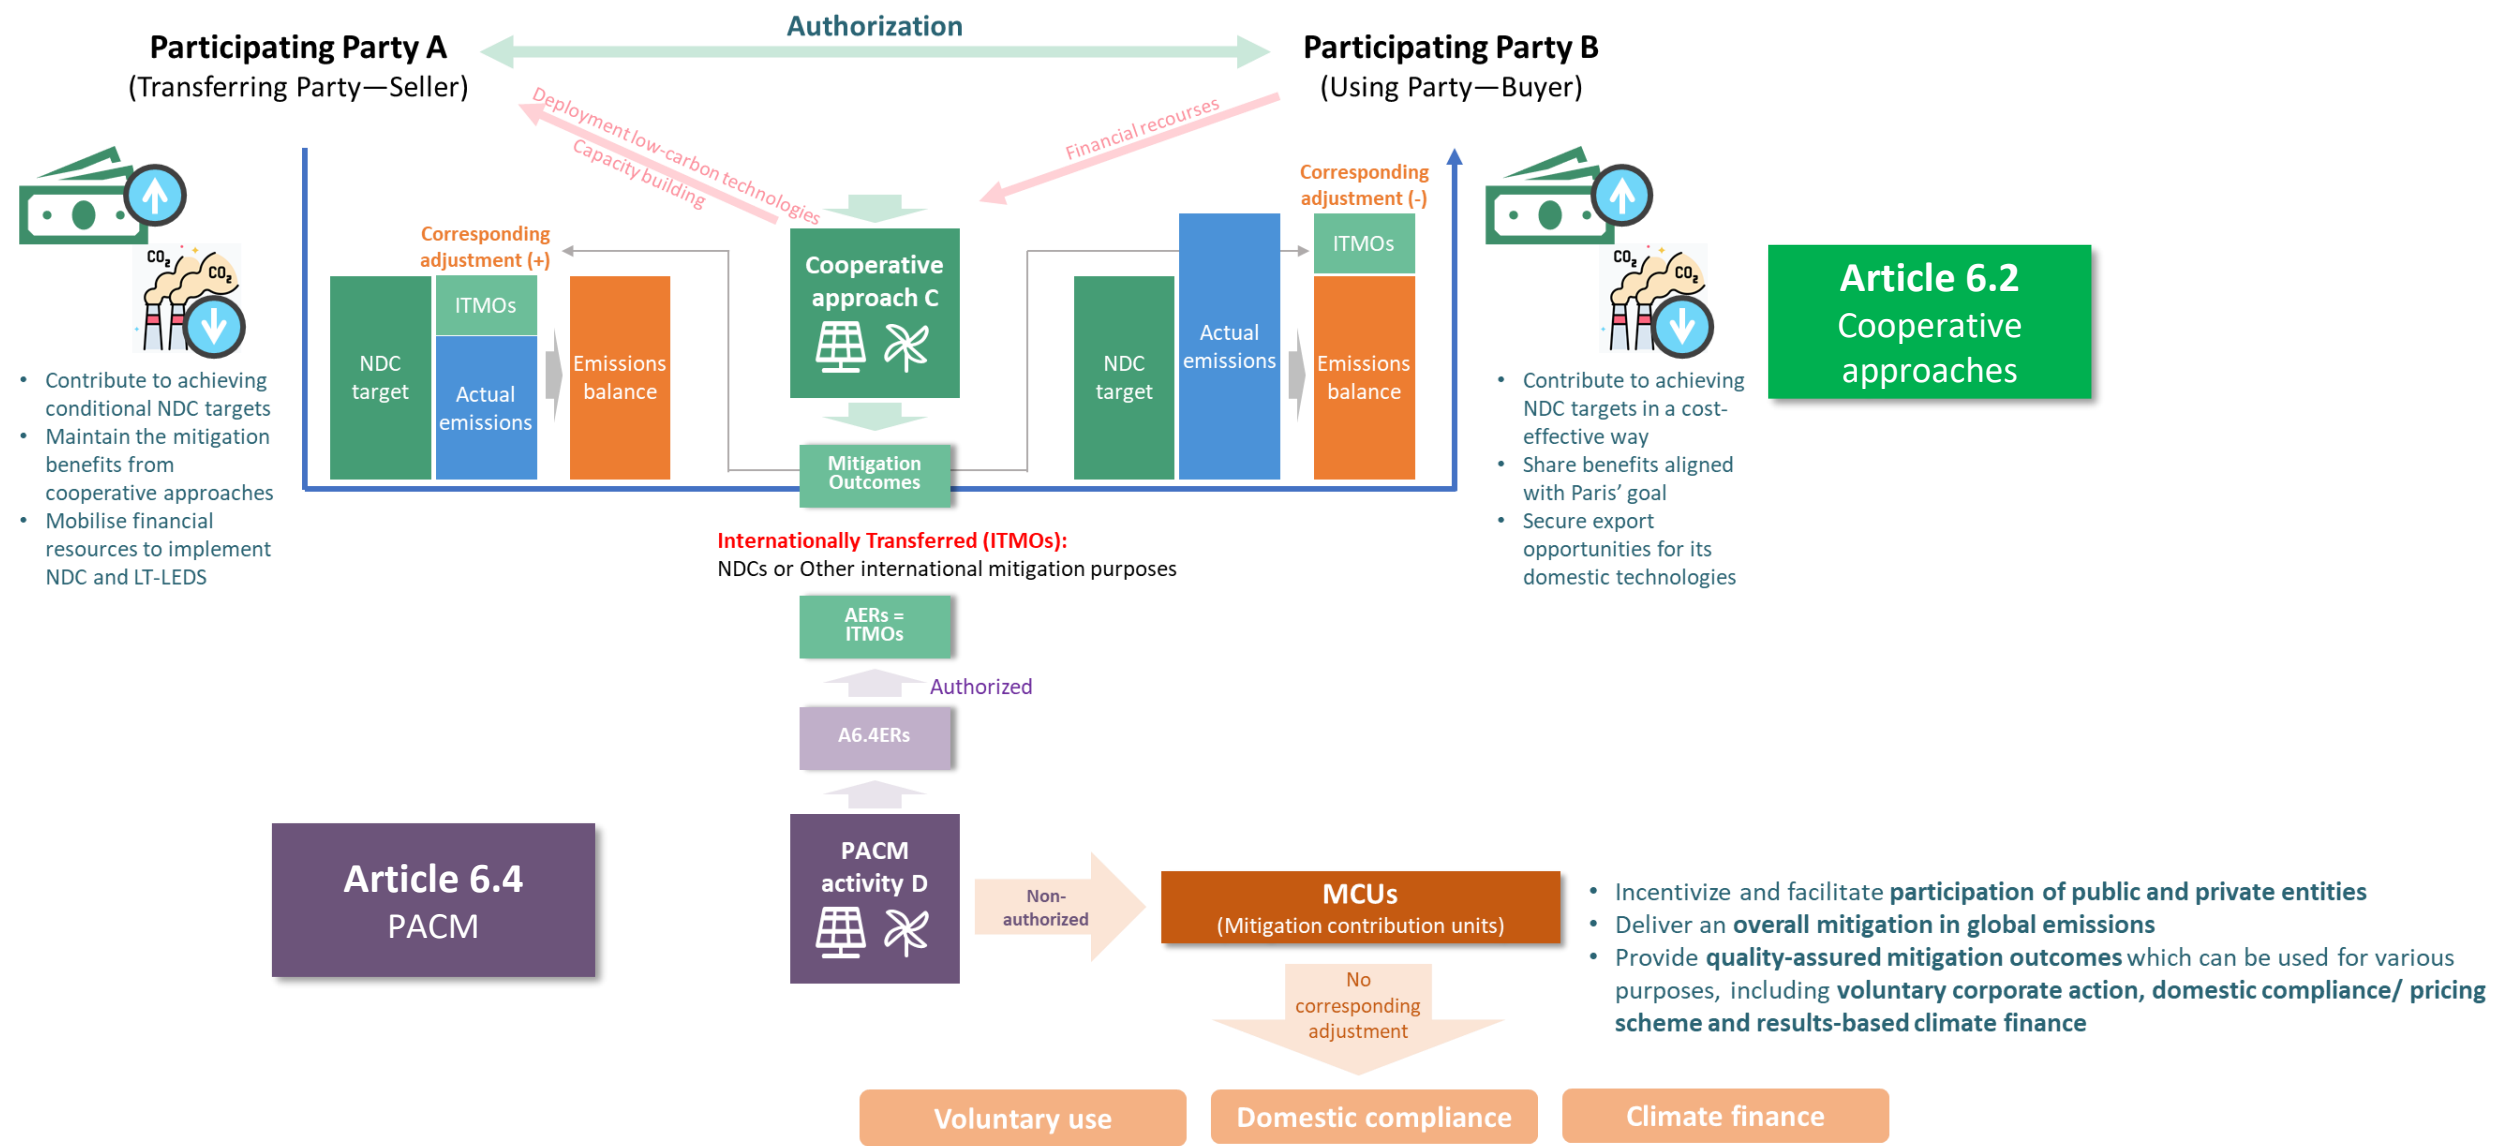 Authorization
Participating Party A
(Transferring Party—Seller)
Participating Party B
(Using Party—Buyer)
Deployment low-carbon technologies
Capacity building
Financial recourses
CO₂
CO₂
Contribute to achieving
conditional NDC targets
Maintain the mitigation
benefits from
cooperative approaches
Mobilise financial
resources to implement
NDC and LT-LEDS
Corresponding
adjustment (+)
NDC
target
ITMOs
Actual
emissions
Emissions
balance
Cooperative
approach C
Mitigation
Outcomes
Corresponding
adjustment (-)
NDC
target
Actual
emissions
ITMOs
Emissions
balance
CO₂
CO₂
Contribute to achieving
NDC targets in a cost-
effective way
Share benefits aligned
with Paris’ goal
Secure export
opportunities for its
domestic technologies
Article 6.2
Cooperative
approaches
Internationally Transferred (ITMOs):
NDCs or Other international mitigation purposes
AERs =
ITMOs
Authorized
A6.4ERs
Article 6.4
PACM
PACM
activity D
Non-
authorized
MCUs
(Mitigation contribution units)
Incentivize and facilitate participation of public and private entities
Deliver an overall mitigation in global emissions
Provide quality-assured mitigation outcomes which can be used for various
purposes, including voluntary corporate action, domestic compliance/ pricing
scheme and results-based climate finance
No
corresponding
adjustment
Voluntary use
Domestic compliance
Climate finance